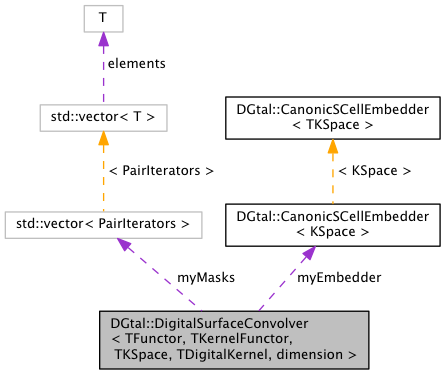 T
elements
std::vector< T >
DGtal::CanonicSCellEmbedder
< TKSpace >
< PairIterators >
< KSpace >
std::vector< PairIterators >
DGtal::CanonicSCellEmbedder
< KSpace >
myMasks
myEmbedder
DGtal::DigitalSurfaceConvolver
< TFunctor, TKernelFunctor,
TKSpace, TDigitalKernel, dimension >